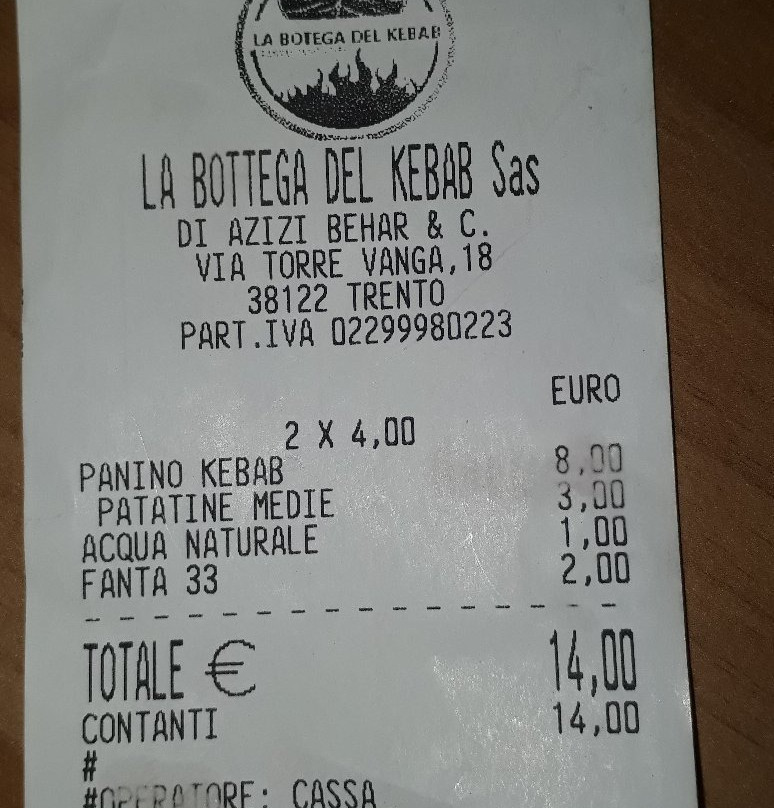 LA BOTEGA DEL KEBAB
LA BOTTEGA DEL KEBAB Sas
DI AZIZI BEHAR & C.
VIA TORRE VANGA,18
38122 TRENTO
PART.IVA 02299980223
EURO
2 X 4,00
PANINO KEBAB 8,00
PATATINE MEDIE 3,00
ACQUA NATURALE 1,00
FANTA 33 2,00
TOTALE € 14,00
CONTANTI 14,00
#
#OPERATORE: CASSA